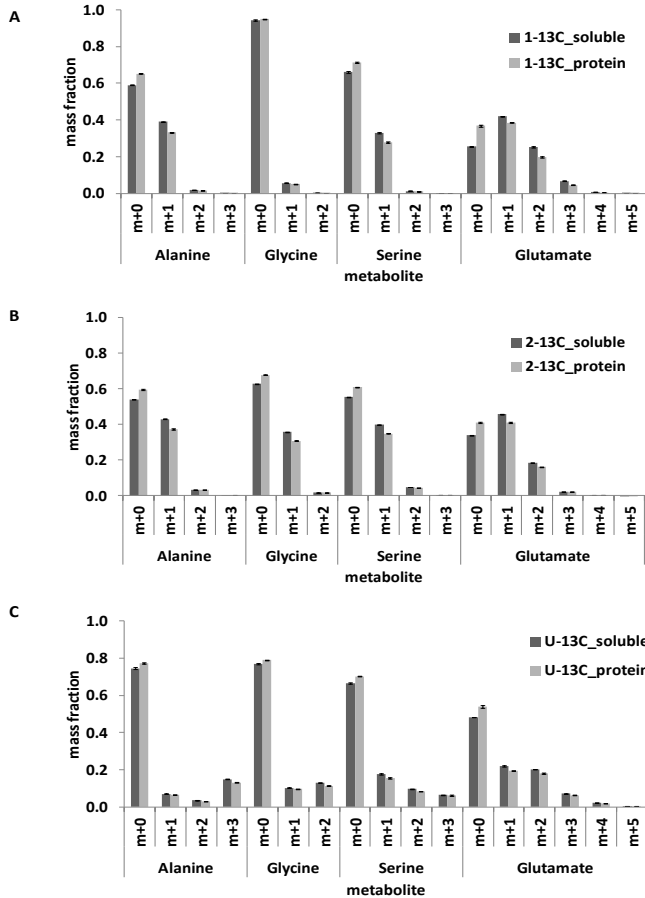 A
1.0
0.8
0.6
0.4
0.2
0.0
mass fraction
1-13C_soluble
1-13C_protein
m+0 m+1 m+2 m+3 m+0 m+1 m+2 m+0 m+1 m+2 m+3 m+0 m+1 m+2 m+3 m+4 m+5
Alanine Glycine Serine Glutamate
metabolite
B
1.0
0.8
0.6
0.4
0.2
0.0
mass fraction
2-13C_soluble
2-13C_protein
m+0 m+1 m+2 m+3 m+0 m+1 m+2 m+0 m+1 m+2 m+3 m+0 m+1 m+2 m+3 m+4 m+5
Alanine Glycine Serine Glutamate
metabolite
C
1.0
0.8
0.6
0.4
0.2
0.0
mass fraction
U-13C_soluble
U-13C_protein
m+0 m+1 m+2 m+3 m+0 m+1 m+2 m+0 m+1 m+2 m+3 m+0 m+1 m+2 m+3 m+4 m+5
Alanine Glycine Serine Glutamate
metabolite